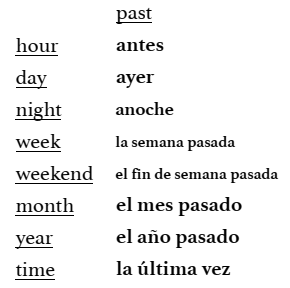 past
hour antes
day ayer
night anoche
week la semana pasada
weekend el fin de semana pasada
month el mes pasado
year el año pasado
time la última vez